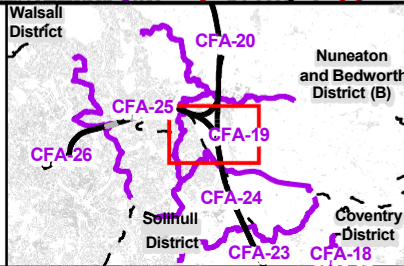 Walsall
District
CFA-20
Nuneaton
and Bedworth
District (B)
CFA-25
CFA-19
CFA-26
CFA-24
Solihull
District
Coventry
District
CFA-23
CFA-18